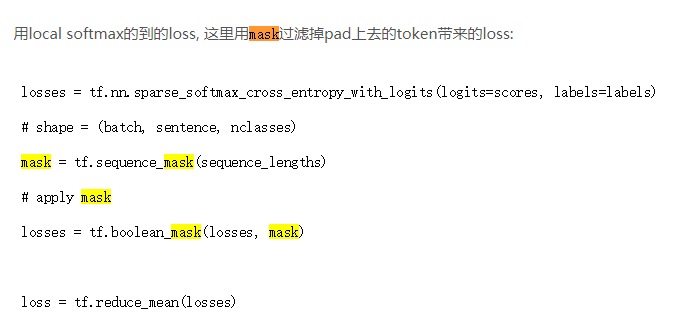 用local softmax的到的loss, 这里用mask过滤掉pad上去的token带来的loss:
losses = tf.nn.sparse_softmax_cross_entropy_with_logits(logits=scores, labels=labels)
# shape = (batch, sentence, nclasses)
mask = tf.sequence_mask(sequence_lengths)
# apply mask
losses = tf.boolean_mask(losses, mask)
loss = tf.reduce_mean(losses)